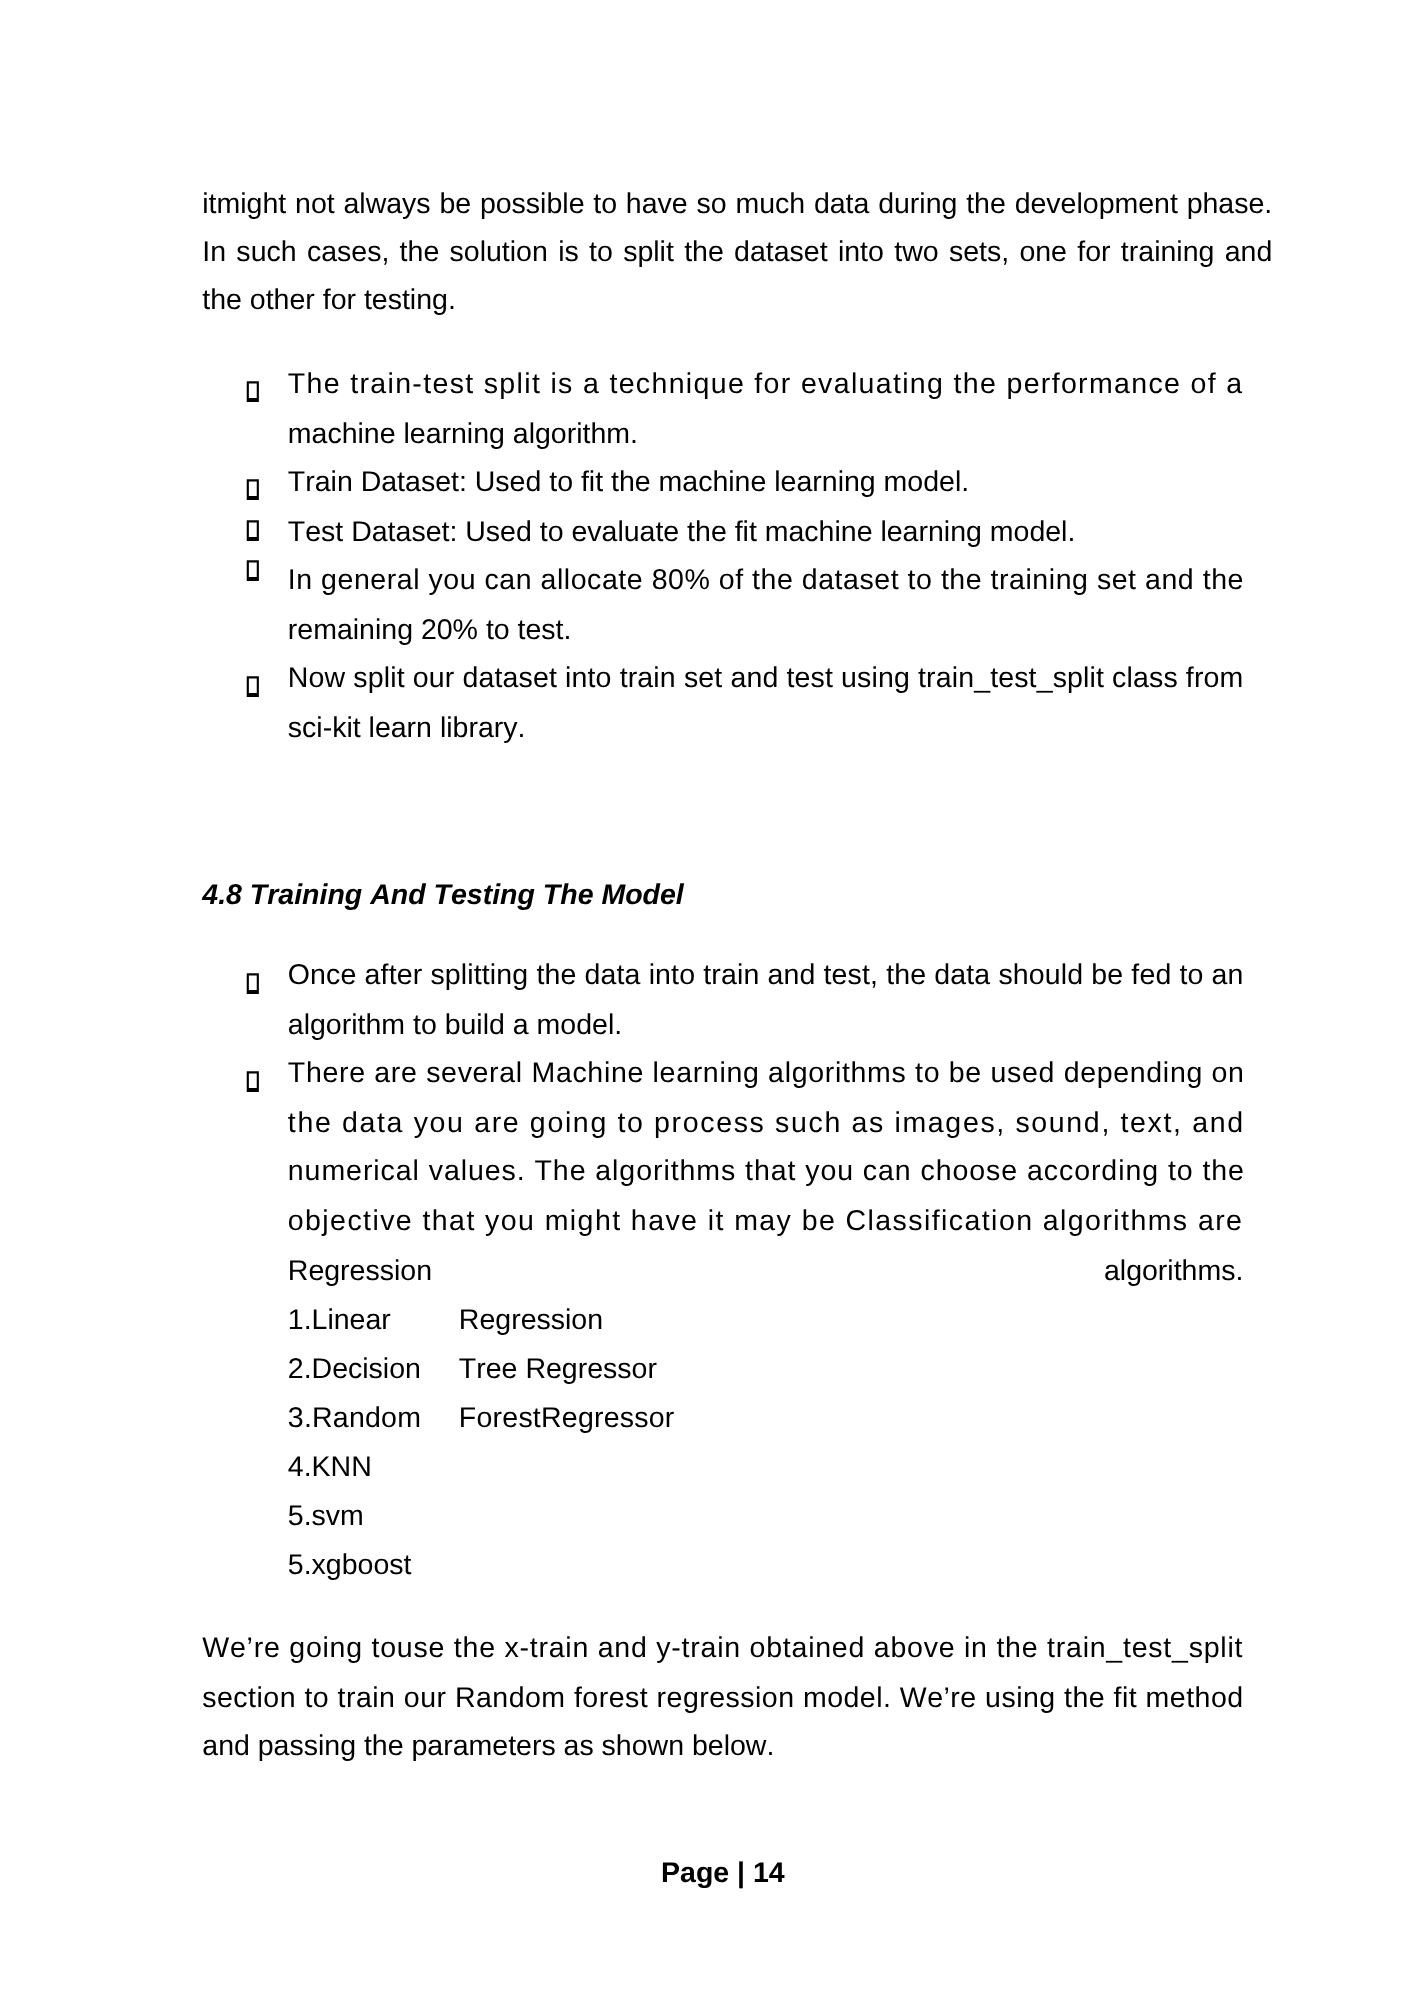 itmight not always be possible to have so much data during the development phase.
In such cases, the solution is to split the dataset into two sets, one for training and
the other for testing.
The train-test split is a technique for evaluating the performance of a
machine learning algorithm.
Train Dataset: Used to fit the machine learning model.
Test Dataset: Used to evaluate the fit machine learning model.
In general you can allocate 80% of the dataset to the training set and the
remaining 20% to test.
Now split our dataset into train set and test using train_test_split class from
sci-kit learn library.
4.8 Training And Testing The Model
Once after splitting the data into train and test, the data should be fed to an
algorithm to build a model.
There are several Machine learning algorithms to be used depending on
the data you are going to process such as images, sound, text, and
numerical values. The algorithms that you can choose according to the
objective that you might have it may be Classification algorithms are
Regression algorithms.
1.Linear Regression
2.Decision Tree Regressor
3.Random ForestRegressor
4.KNN
5.svm
5.xgboost
We’re going touse the x-train and y-train obtained above in the train_test_split
section to train our Random forest regression model. We’re using the fit method
and passing the parameters as shown below.
Page | 14